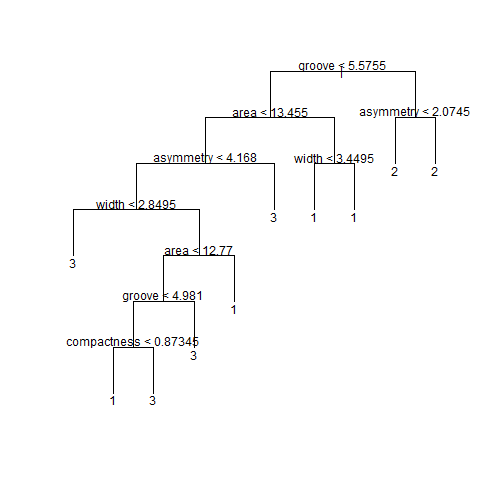 groove < 5.5755
area < 13.455
asymmetry < 2.0745
asymmetry < 4.168
width < 3.4495
2
2
width < 2.8495
3
1
1
3
area < 12.77
groove < 4.981
1
compactness < 0.87345
3
1
3